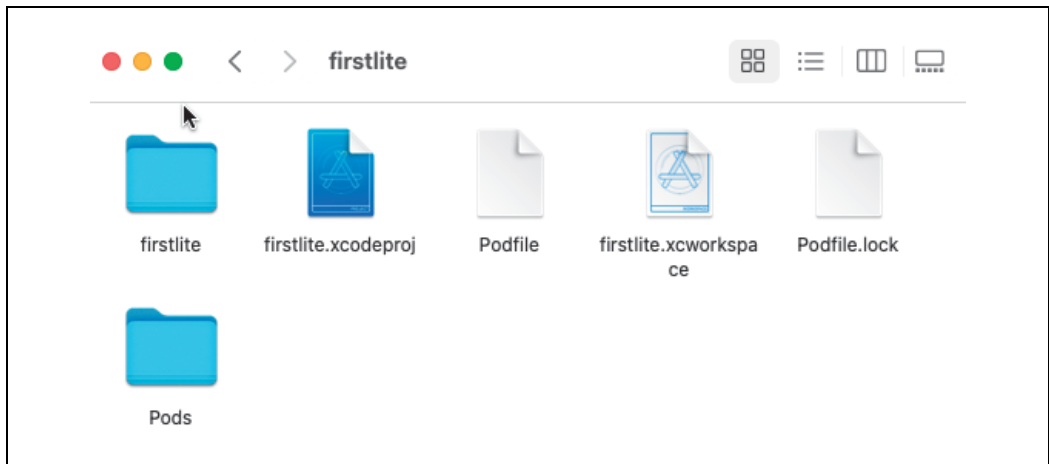 firstlite
firstlite
firstlite.xcodeproj
Podfile
firstlite.xcworkspa
ce
Podfile.lock
Pods